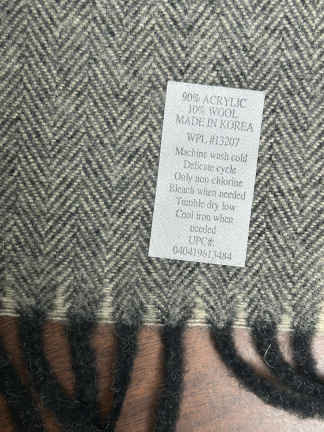 90% ACRYLIC
10% WOOL
MADE IN KOREA
WPL #13207
Machine wash cold
Delicate cycle
Only non chlorine
Bleach when needed
Tumble dry low
Cool iron when
needed
UPC#:
040419613484